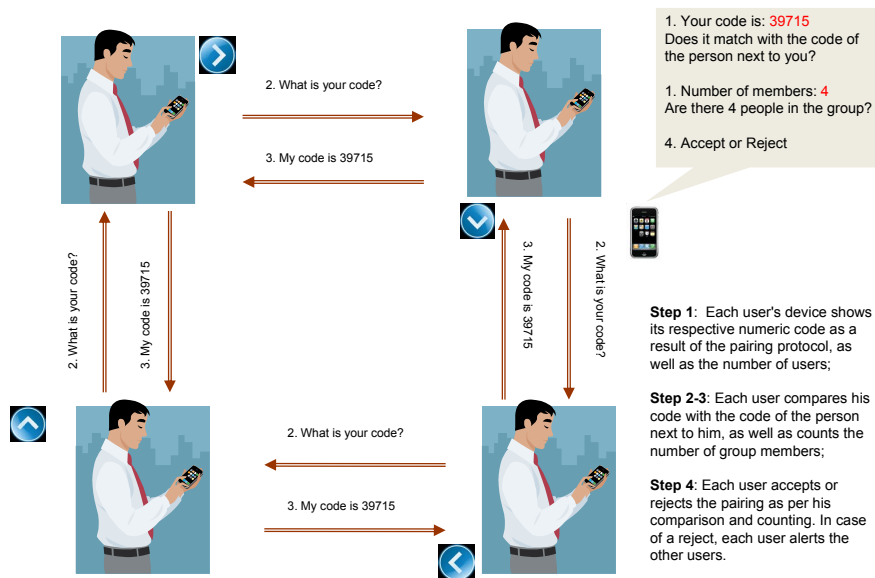 1. Your code is: 39715
Does it match with the code of
the person next to you?
1. Number of members: 4
Are there 4 people in the group?
4. Accept or Reject
2. What is your code?
3. My code is 39715
2. What is your code?
3. My code is 39715
3. My code is 39715
2. What is your code?
2. What is your code?
3. My code is 39715
Step 1: Each user's device shows
its respective numeric code as a
result of the pairing protocol, as
well as the number of users;
Step 2-3: Each user compares his
code with the code of the person
next to him, as well as counts the
number of group members;
Step 4: Each user accepts or
rejects the pairing as per his
comparison and counting. In case
of a reject, each user alerts the
other users.